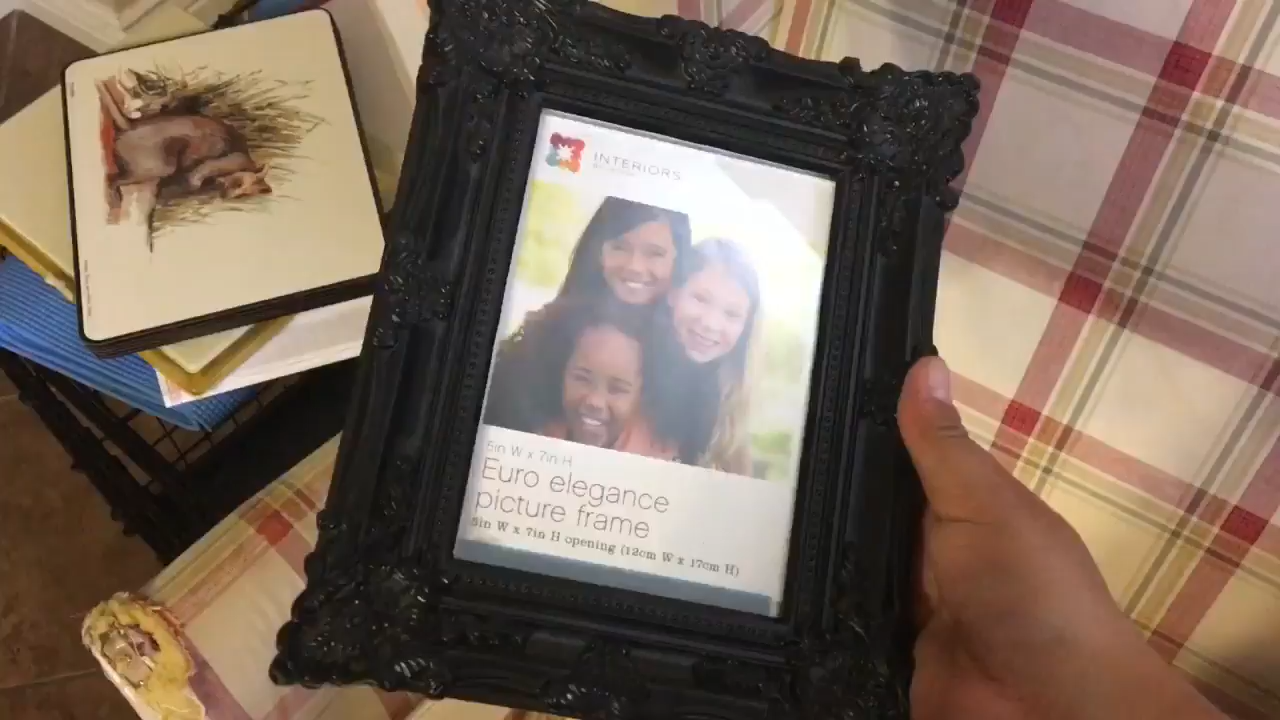 INTERIORS
5in W x 7in H
Euro elegance
picture frame
5in W x 7in H opening (12cm W x 17cm H)